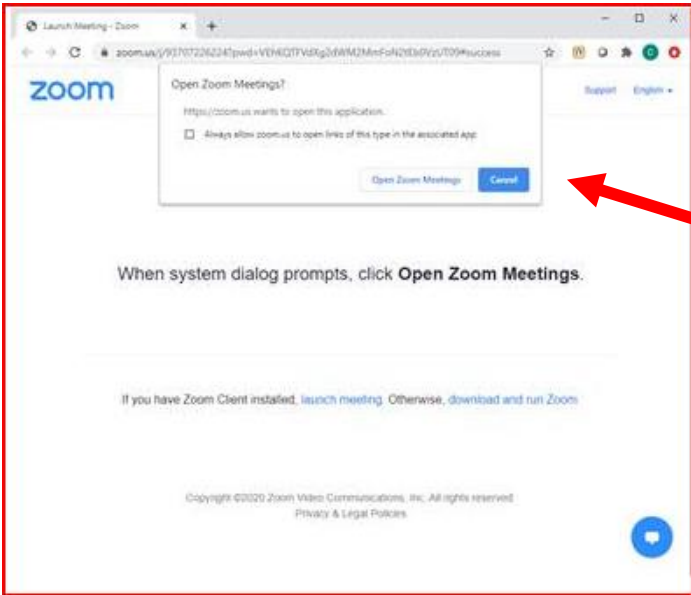 Launch Meeting - Zoom
zoom
Support English
Open Zoom Meetings?
https://zoom.us wants to open this application.
Always allow zoom.us to open links of this type in the associated app
Open Zoom Meetings Cancel
When system dialog prompts, click Open Zoom Meetings.
If you have Zoom Client installed, launch meeting. Otherwise, download and run Zoom
Copyright ©2020 Zoom Video Communications, Inc. All rights reserved.
Privacy & Legal Policies